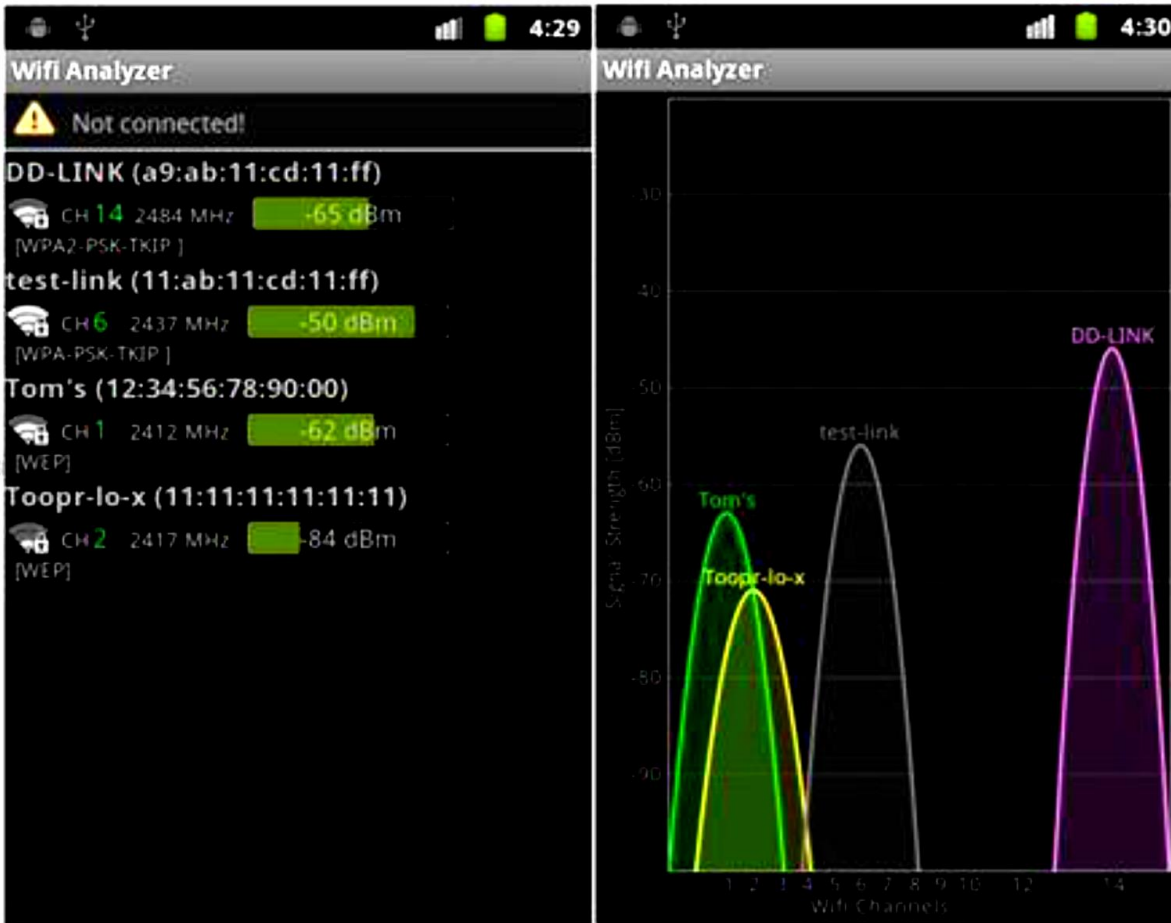 4:29
Wifi Analyzer
Not connected!
DD-LINK (a9:ab:11:cd:11:ff)
CH 14 2484 MHz -65 dBm
[WPA2-PSK-TKIP ]
test-link (11:ab:11:cd:11:ff)
CH 6 2437 MHz -50 dBm
[WPA-PSK-TKIP ]
Tom's (12:34:56:78:90:00)
CH 1 2412 MHz -62 dBm
[WEP]
Toopr-lo-x (11:11:11:11:11:11)
CH 2 2417 MHz -84 dBm
[WEP]
4:30
Wifi Analyzer
-30
-40
DD-LINK
-50
test-link
-60
Tom's
-70
Toopr-lo-x
-80
-90
Signal Strength [dBm]
1 2 3 4 5 6 7 8 9 10 12 14
Wifi Channels